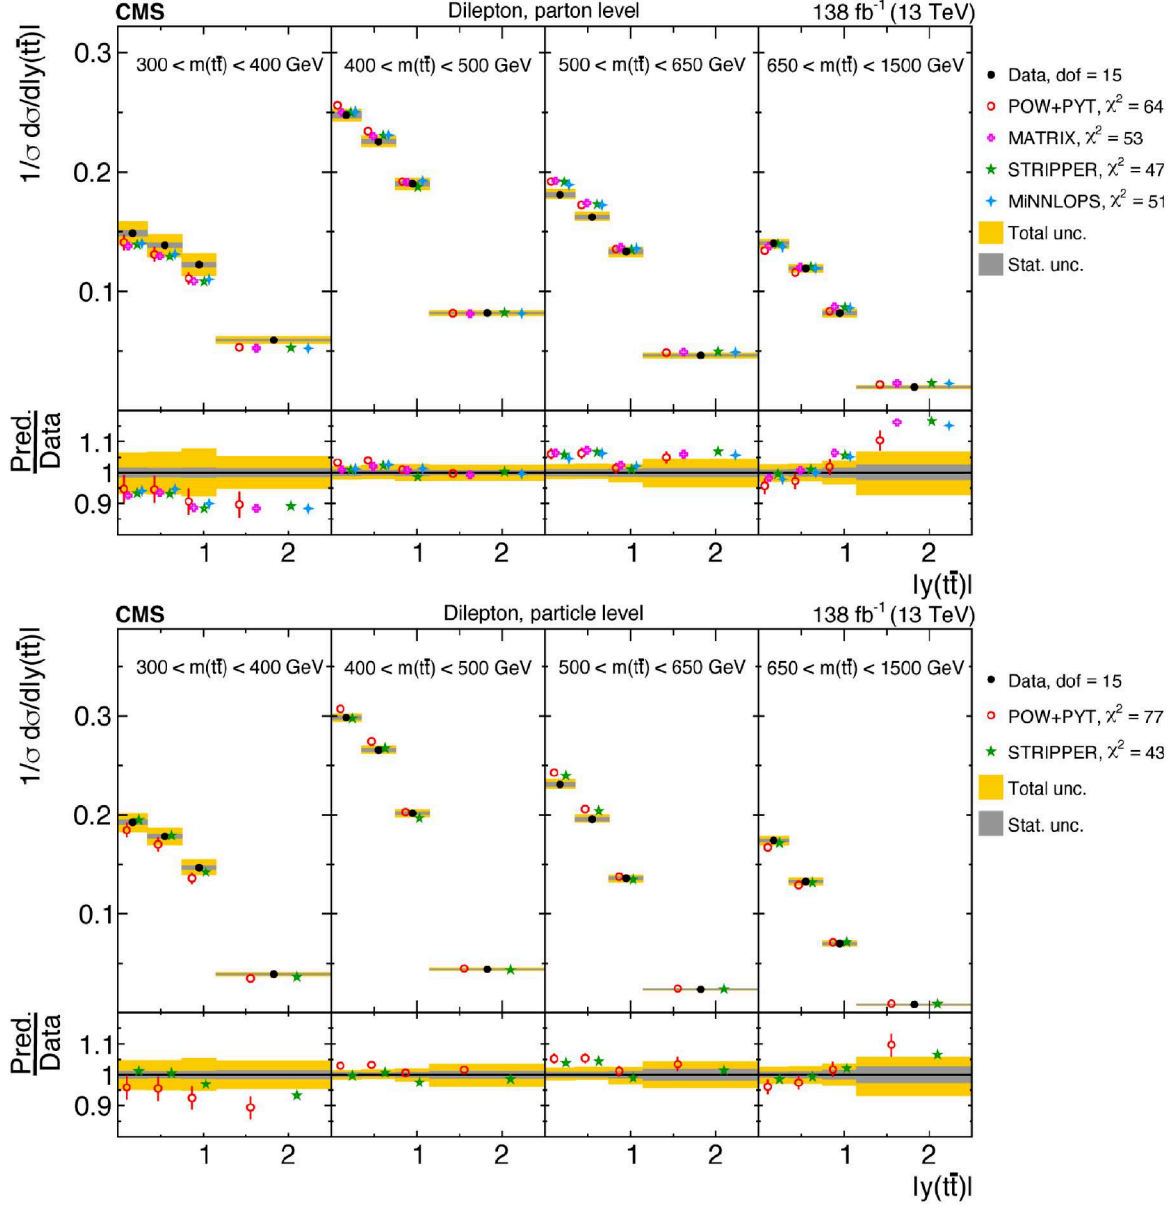 CMS Dilepton, parton level 138 fb⁻¹ (13 TeV)
1/σ dσ/d|y(tt̄)|
0.3
0.2
0.1
300 < m(tt̄) < 400 GeV
400 < m(tt̄) < 500 GeV
500 < m(tt̄) < 650 GeV
650 < m(tt̄) < 1500 GeV
Data, dof = 15
POW+PYT, χ² = 64
MATRIX, χ² = 53
STRIPPER, χ² = 47
MiNNLOPS, χ² = 51
Total unc.
Stat. unc.
Pred.
Data
1.1
1
0.9
1 2 1 2 1 2 1 2
|y(tt̄)|
CMS Dilepton, particle level 138 fb⁻¹ (13 TeV)
1/σ dσ/d|y(tt̄)|
0.3
0.2
0.1
300 < m(tt̄) < 400 GeV
400 < m(tt̄) < 500 GeV
500 < m(tt̄) < 650 GeV
650 < m(tt̄) < 1500 GeV
Data, dof = 15
POW+PYT, χ² = 77
STRIPPER, χ² = 43
Total unc.
Stat. unc.
Pred.
Data
1.1
1
0.9
1 2 1 2 1 2 1 2
|y(tt̄)|